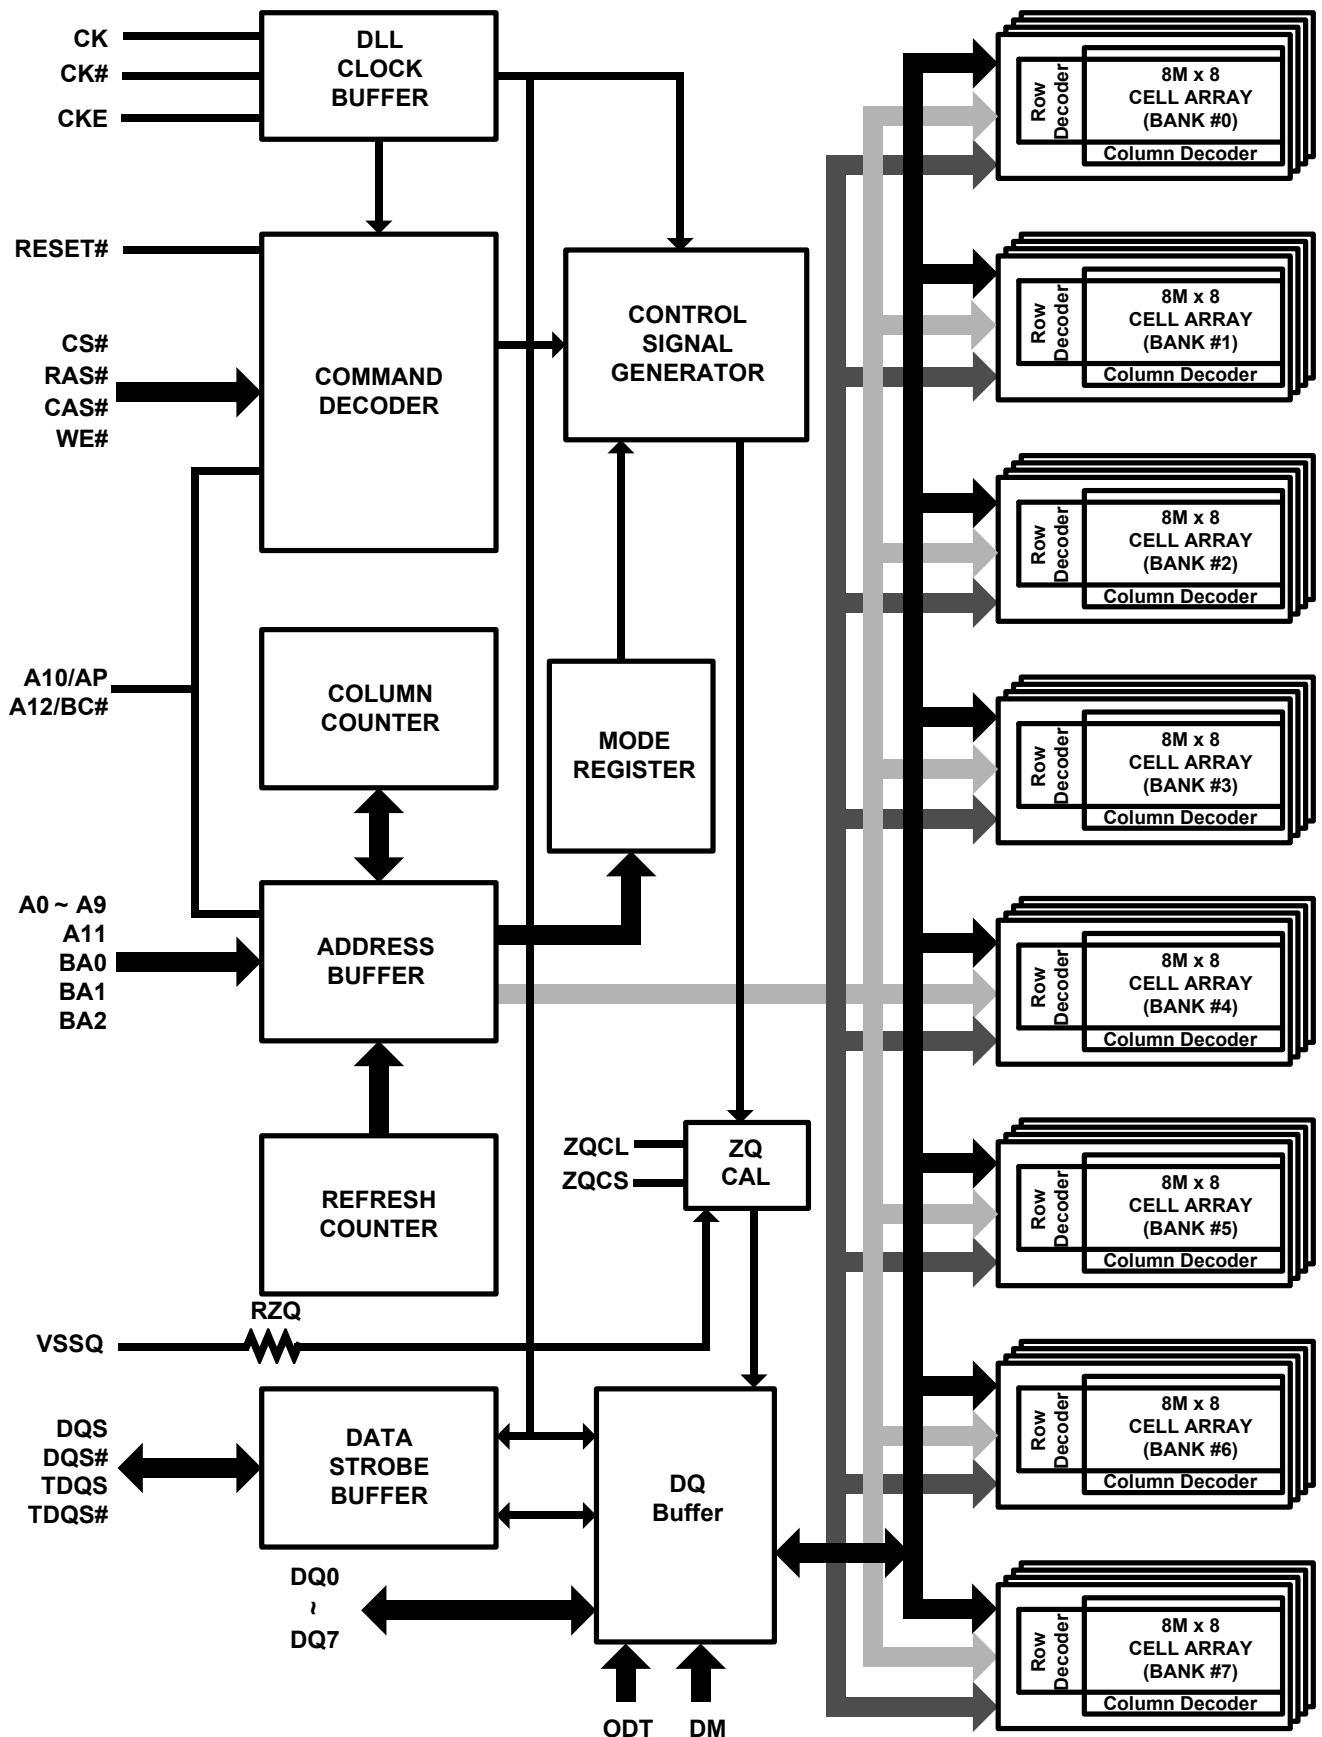 CK
CK#
CKE
DLL
CLOCK
BUFFER
RESET#
CS#
RAS#
CAS#
WE#
COMMAND
DECODER
CONTROL
SIGNAL
GENERATOR
A10/AP
A12/BC#
COLUMN
COUNTER
MODE
REGISTER
A0 ~ A9
A11
BA0
BA1
BA2
ADDRESS
BUFFER
REFRESH
COUNTER
ZQCL
ZQCS
ZQ
CAL
RZQ
VSSQ
DQS
DQS#
TDQS
TDQS#
DATA
STROBE
BUFFER
DQ
Buffer
DQ0
~
DQ7
ODT
DM
Row
Decoder
8M x 8
CELL ARRAY
(BANK #0)
Column Decoder
Row
Decoder
8M x 8
CELL ARRAY
(BANK #1)
Column Decoder
Row
Decoder
8M x 8
CELL ARRAY
(BANK #2)
Column Decoder
Row
Decoder
8M x 8
CELL ARRAY
(BANK #3)
Column Decoder
Row
Decoder
8M x 8
CELL ARRAY
(BANK #4)
Column Decoder
Row
Decoder
8M x 8
CELL ARRAY
(BANK #5)
Column Decoder
Row
Decoder
8M x 8
CELL ARRAY
(BANK #6)
Column Decoder
Row
Decoder
8M x 8
CELL ARRAY
(BANK #7)
Column Decoder